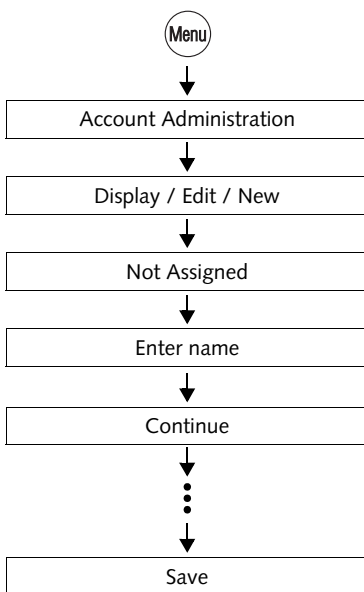 Menu
Account Administration
Display / Edit / New
Not Assigned
Enter name
Continue
Save